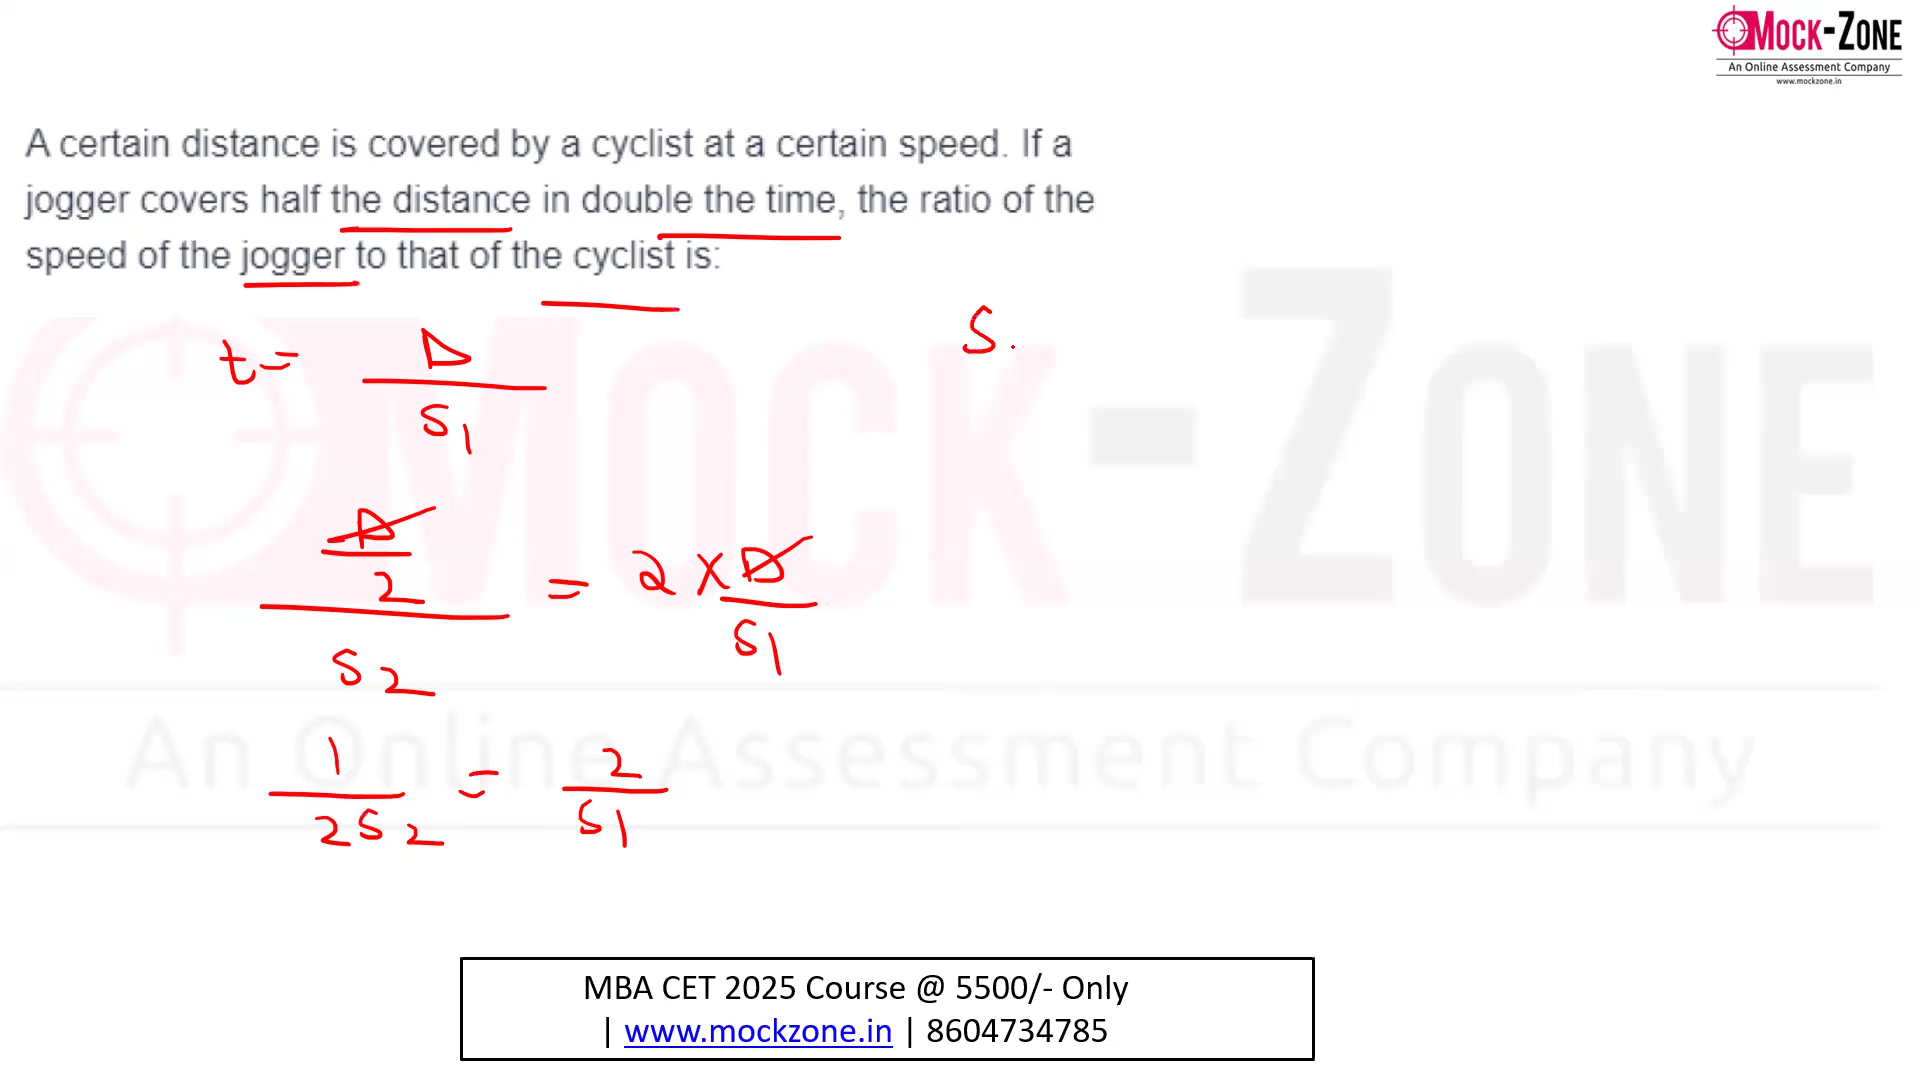 MOCK-ZONE
An Online Assessment Company
www.mockzone.in
A certain distance is covered by a cyclist at a certain speed. If a
jogger covers half the distance in double the time, the ratio of the
speed of the jogger to that of the cyclist is:
S.
t = D
S1
D
2 = 2 × D
S2 S1
1 = 2
2S2 S1
MOCK-ZONE
An Online Assessment Company
MBA CET 2025 Course @ 5500/- Only
| www.mockzone.in | 8604734785